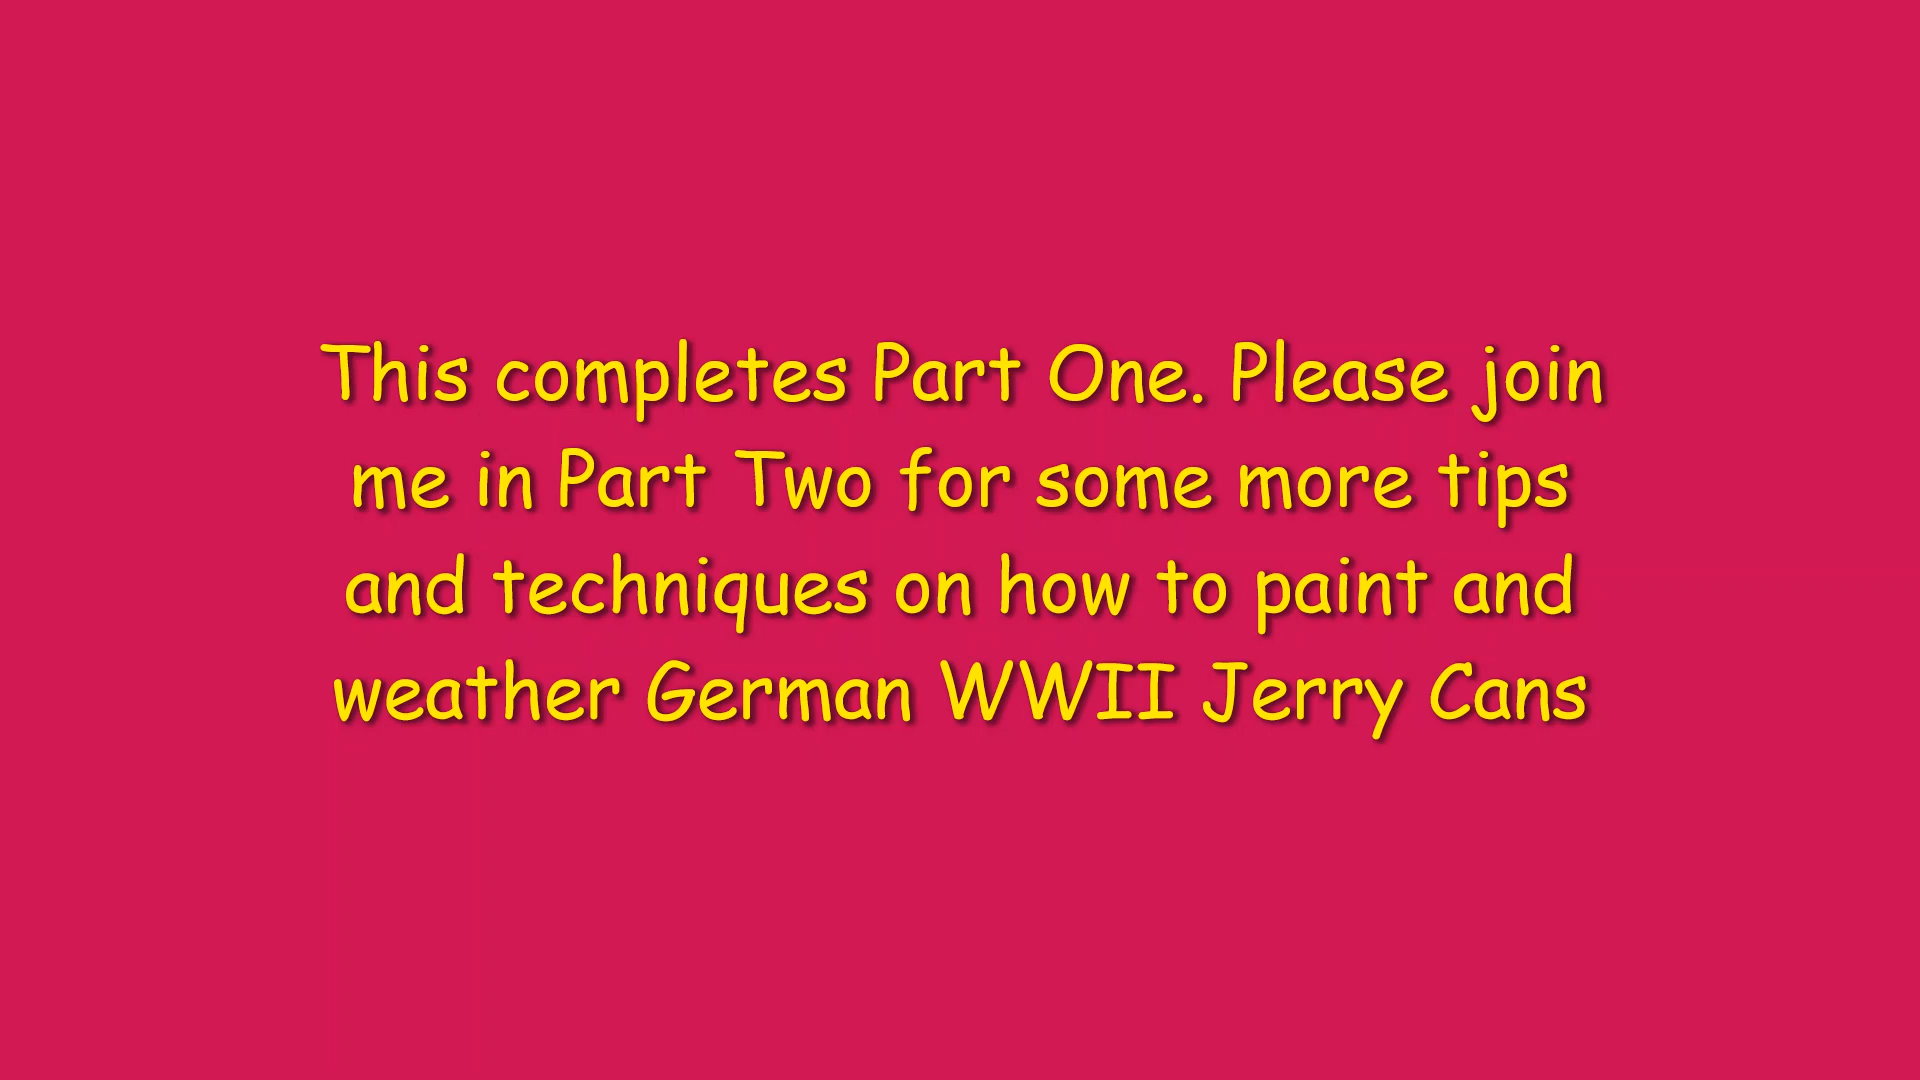 This completes Part One. Please join
me in Part Two for some more tips
and techniques on how to paint and
weather German WWII Jerry Cans